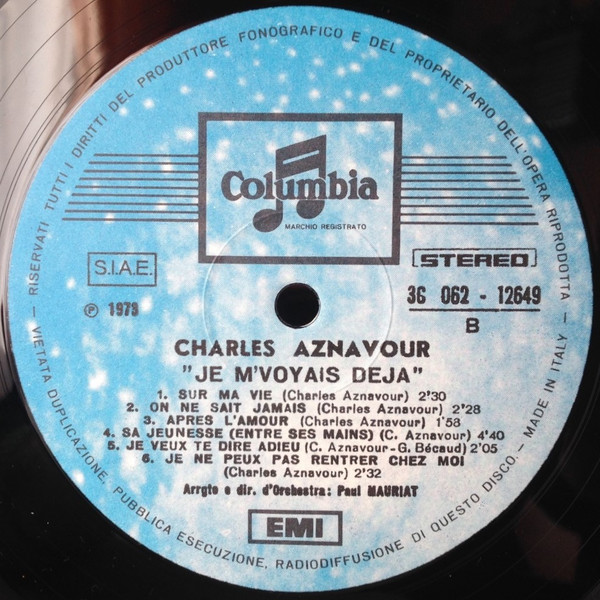 RISERVATI TUTTI I DIRITTI DEL PRODUTTORE FONOGRAFICO E DEL PROPRIETARIO DELL'OPERA RIPRODOTTA
Columbia
MARCHIO REGISTRATO
S.I.A.E.
STEREO
℗ 1973
3C 062 - 12649
B
CHARLES AZNAVOUR
"JE M'VOYAIS DEJA"
1. SUR MA VIE (Charles Aznavour) 2'30
2. ON NE SAIT JAMAIS (Charles Aznavour) 2'28
3. APRES L'AMOUR (Charles Aznavour) 1'58
4. SA JEUNESSE (ENTRE SES MAINS) (C. Aznavour) 4'40
5. JE VEUX TE DIRE ADIEU (C. Aznavour-G. Bécaud) 2'05
6. JE NE PEUX PAS RENTRER CHEZ MOI
(Charles Aznavour) 2'32
Arrgto e dir. d'Orchestra: Paul MAURIAT
EMI
VIETATA DUPLICAZIONE, PUBBLICA ESECUZIONE, RADIODIFFUSIONE DI QUESTO DISCO. - MADE IN ITALY -